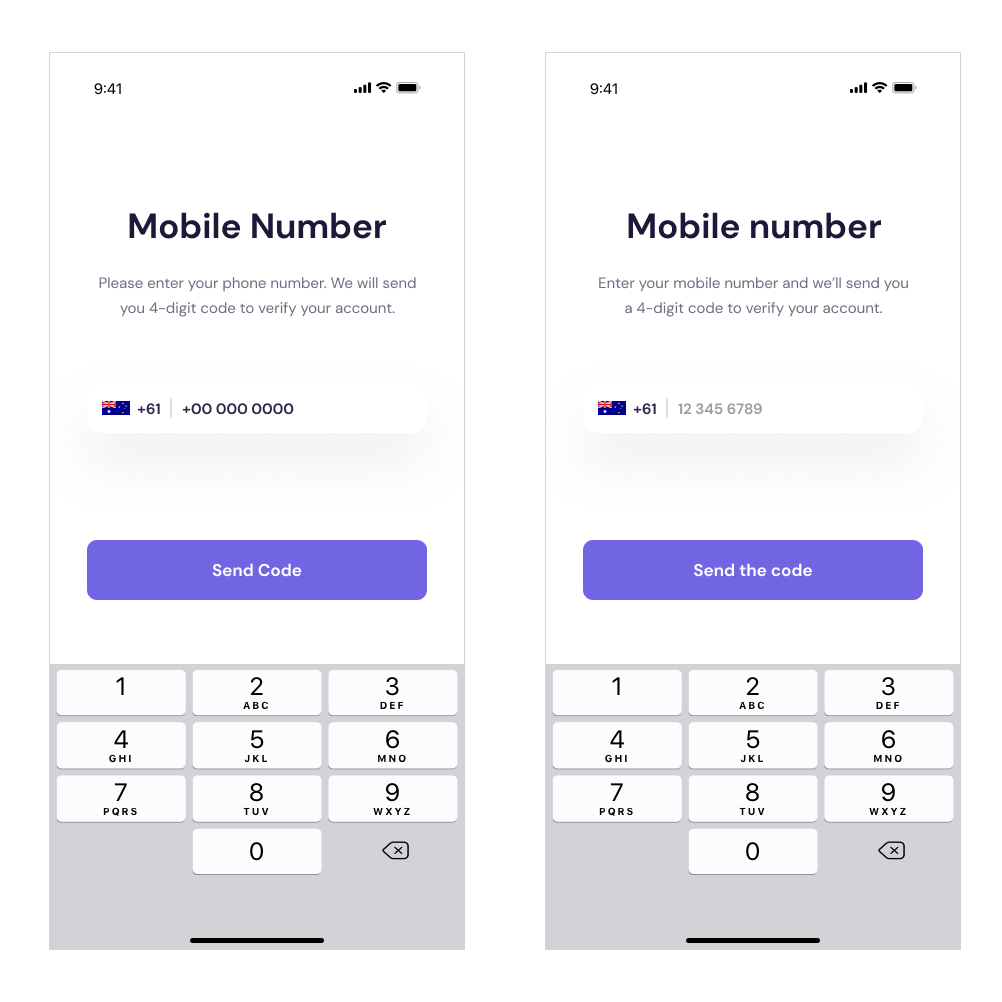 9:41
Mobile Number
Please enter your phone number. We will send
you 4-digit code to verify your account.
+61
+00 000 0000
Send Code
1
2
ABC
3
DEF
4
GHI
5
JKL
6
MNO
7
PQRS
8
TUV
9
WXYZ
0
9:41
Mobile number
Enter your mobile number and we’ll send you
a 4-digit code to verify your account.
+61
12 345 6789
Send the code
1
2
ABC
3
DEF
4
GHI
5
JKL
6
MNO
7
PQRS
8
TUV
9
WXYZ
0